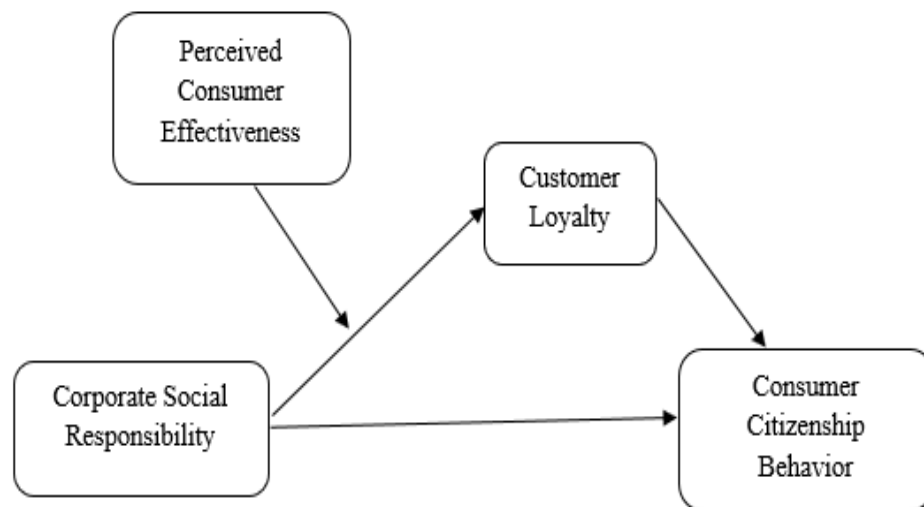 Perceived
Consumer
Effectiveness
Customer
Loyalty
Corporate Social
Responsibility
Consumer
Citizenship
Behavior